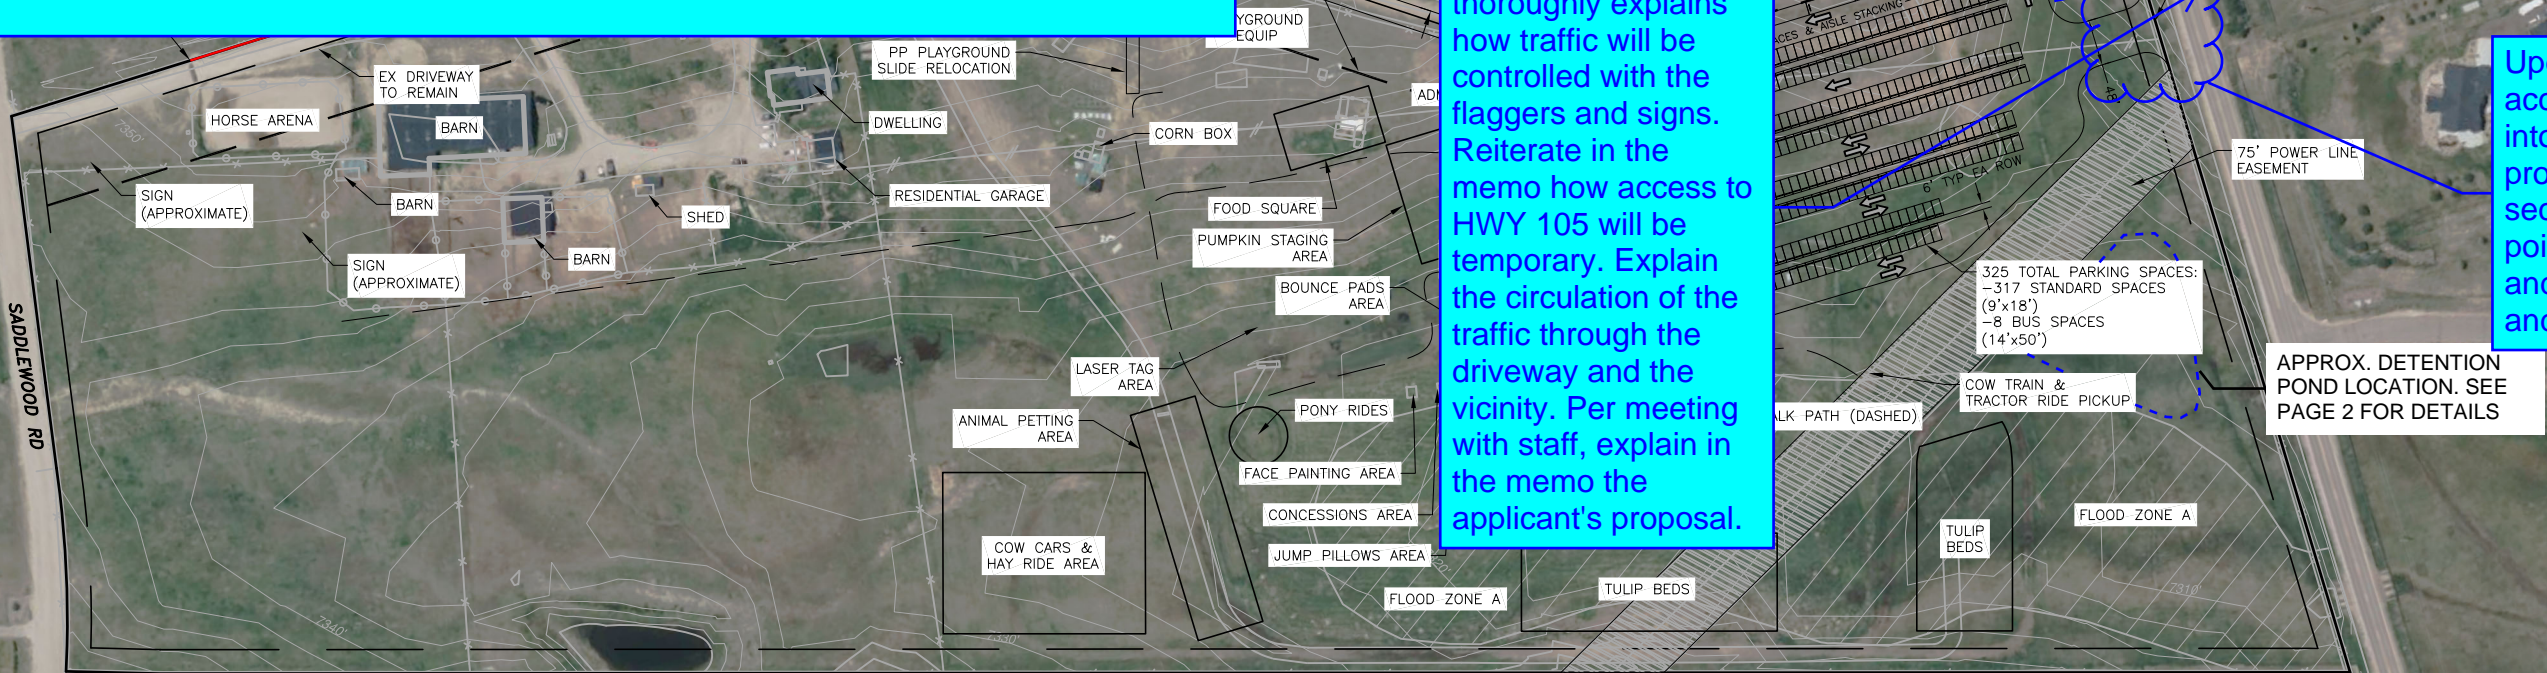 thoroughly explains
how traffic will be
controlled with the
flaggers and signs.
Reiterate in the
memo how access to
HWY 105 will be
temporary. Explain
the circulation of the
traffic through the
driveway and the
vicinity. Per meeting
with staff, explain in
the memo the
applicant's proposal.
EQUIP
PP PLAYGROUND
SLIDE RELOCATION
EX DRIVEWAY
TO REMAIN
HORSE ARENA
BARN
DWELLING
CORN BOX
7350'
SIGN
(APPROXIMATE)
BARN
SHED
RESIDENTIAL GARAGE
FOOD SQUARE
PUMPKIN STAGING
AREA
SIGN
(APPROXIMATE)
BARN
BOUNCE PADS
AREA
SADDLEWOOD RD
LASER TAG
AREA
ANIMAL PETTING
AREA
PONY RIDES
FACE PAINTING AREA
CONCESSIONS AREA
JUMP PILLOWS AREA
COW CARS &
HAY RIDE AREA
FLOOD ZONE A
7340'
7330'
AISLE STACKING
48'
6' TYP EA ROW
75' POWER LINE
EASEMENT
325 TOTAL PARKING SPACES:
-317 STANDARD SPACES
(9'x18')
-8 BUS SPACES
(14'x50')
COW TRAIN &
TRACTOR RIDE PICKUP
PATH (DASHED)
APPROX. DETENTION
POND LOCATION. SEE
PAGE 2 FOR DETAILS
TULIP BEDS
TULIP
BEDS
FLOOD ZONE A
7310'